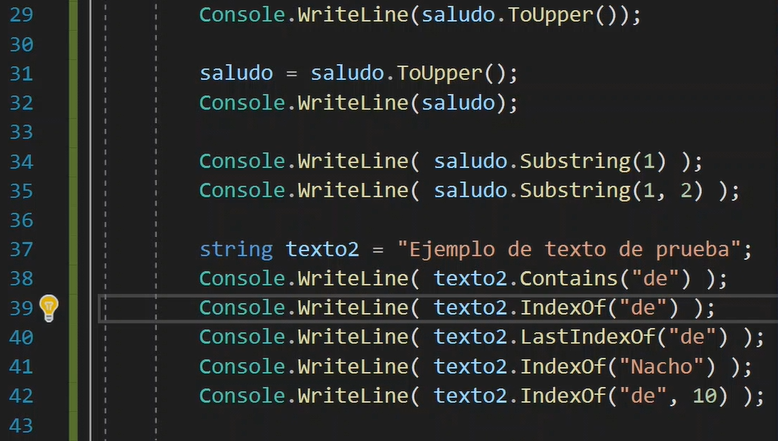 29 Console.WriteLine(saludo.ToUpper());
30
31 saludo = saludo.ToUpper();
32 Console.WriteLine(saludo);
33
34 Console.WriteLine( saludo.Substring(1) );
35 Console.WriteLine( saludo.Substring(1, 2) );
36
37 string texto2 = "Ejemplo de texto de prueba";
38 Console.WriteLine( texto2.Contains("de") );
39 Console.WriteLine( texto2.IndexOf("de") );
40 Console.WriteLine( texto2.LastIndexOf("de") );
41 Console.WriteLine( texto2.IndexOf("Nacho") );
42 Console.WriteLine( texto2.IndexOf("de", 10) );
43